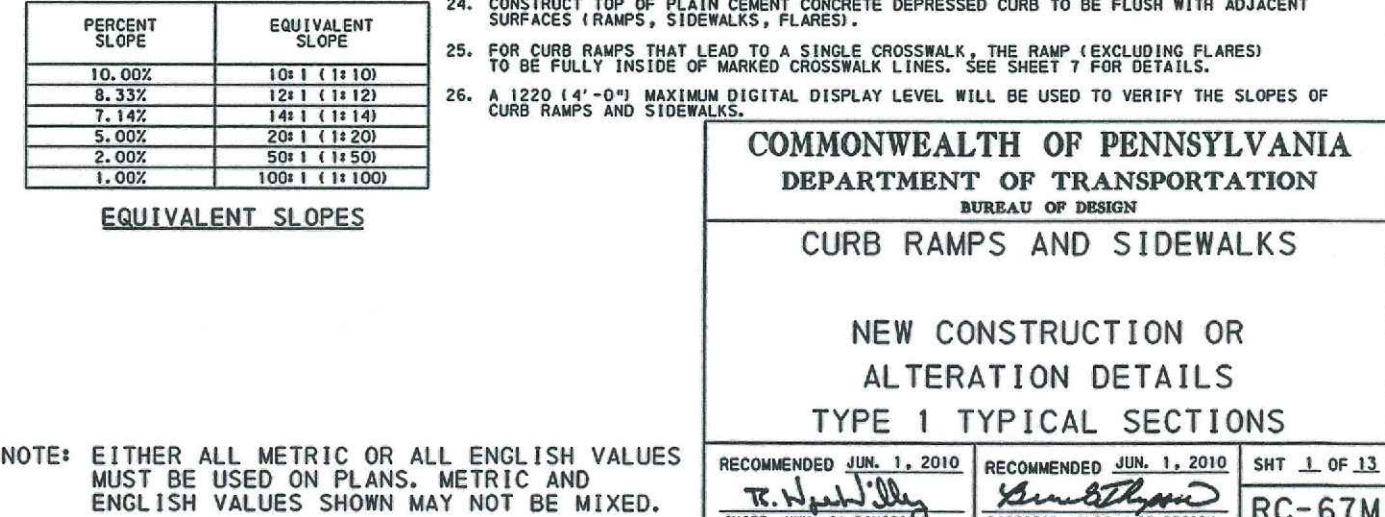 24. CONSTRUCT TOP OF PLAIN CEMENT CONCRETE DEPRESSED CURB TO BE FLUSH WITH ADJACENT
SURFACES (RAMPS, SIDEWALKS, FLARES).
25. FOR CURB RAMPS THAT LEAD TO A SINGLE CROSSWALK, THE RAMP (EXCLUDING FLARES)
TO BE FULLY INSIDE OF MARKED CROSSWALK LINES. SEE SHEET 7 FOR DETAILS.
26. A 1220 (4'-0") MAXIMUM DIGITAL DISPLAY LEVEL WILL BE USED TO VERIFY THE SLOPES OF
CURB RAMPS AND SIDEWALKS.
PERCENT SLOPE EQUIVALENT SLOPE
10.00% 10:1 (1:10)
8.33% 12:1 (1:12)
7.14% 14:1 (1:14)
5.00% 20:1 (1:20)
2.00% 50:1 (1:50)
1.00% 100:1 (1:100)
EQUIVALENT SLOPES
COMMONWEALTH OF PENNSYLVANIA
DEPARTMENT OF TRANSPORTATION
BUREAU OF DESIGN
CURB RAMPS AND SIDEWALKS
NEW CONSTRUCTION OR
ALTERATION DETAILS
TYPE 1 TYPICAL SECTIONS
NOTE: EITHER ALL METRIC OR ALL ENGLISH VALUES
MUST BE USED ON PLANS. METRIC AND
ENGLISH VALUES SHOWN MAY NOT BE MIXED.
RECOMMENDED JUN. 1, 2010
RECOMMENDED JUN. 1, 2010
SHT 1 OF 13
RC-67M